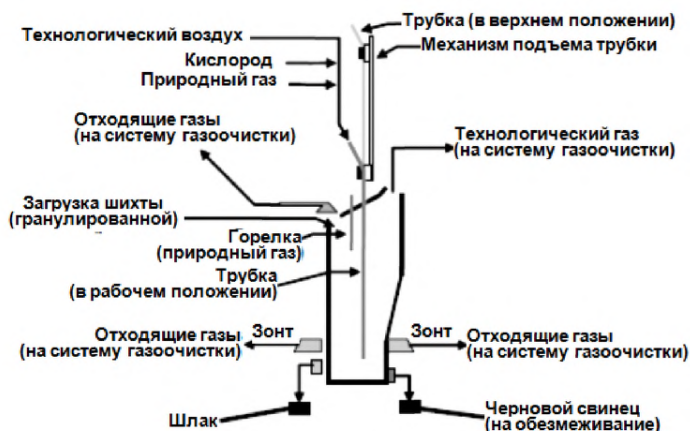 Трубка (в верхнем положении)
Технологический воздух
Механизм подъема трубки
Кислород
Природный газ
Отходящие газы
(на систему газоочистки)
Технологический газ
(на систему газоочистки)
Загрузка шихты
(гранулированной)
Горелка
(природный газ)
Трубка
(в рабочем положении)
Отходящие газы
(на систему газоочистки)
Зонт
Зонт
Отходящие газы
(на систему газоочистки)
Шлак
Черновой свинец
(на обезмеживание)